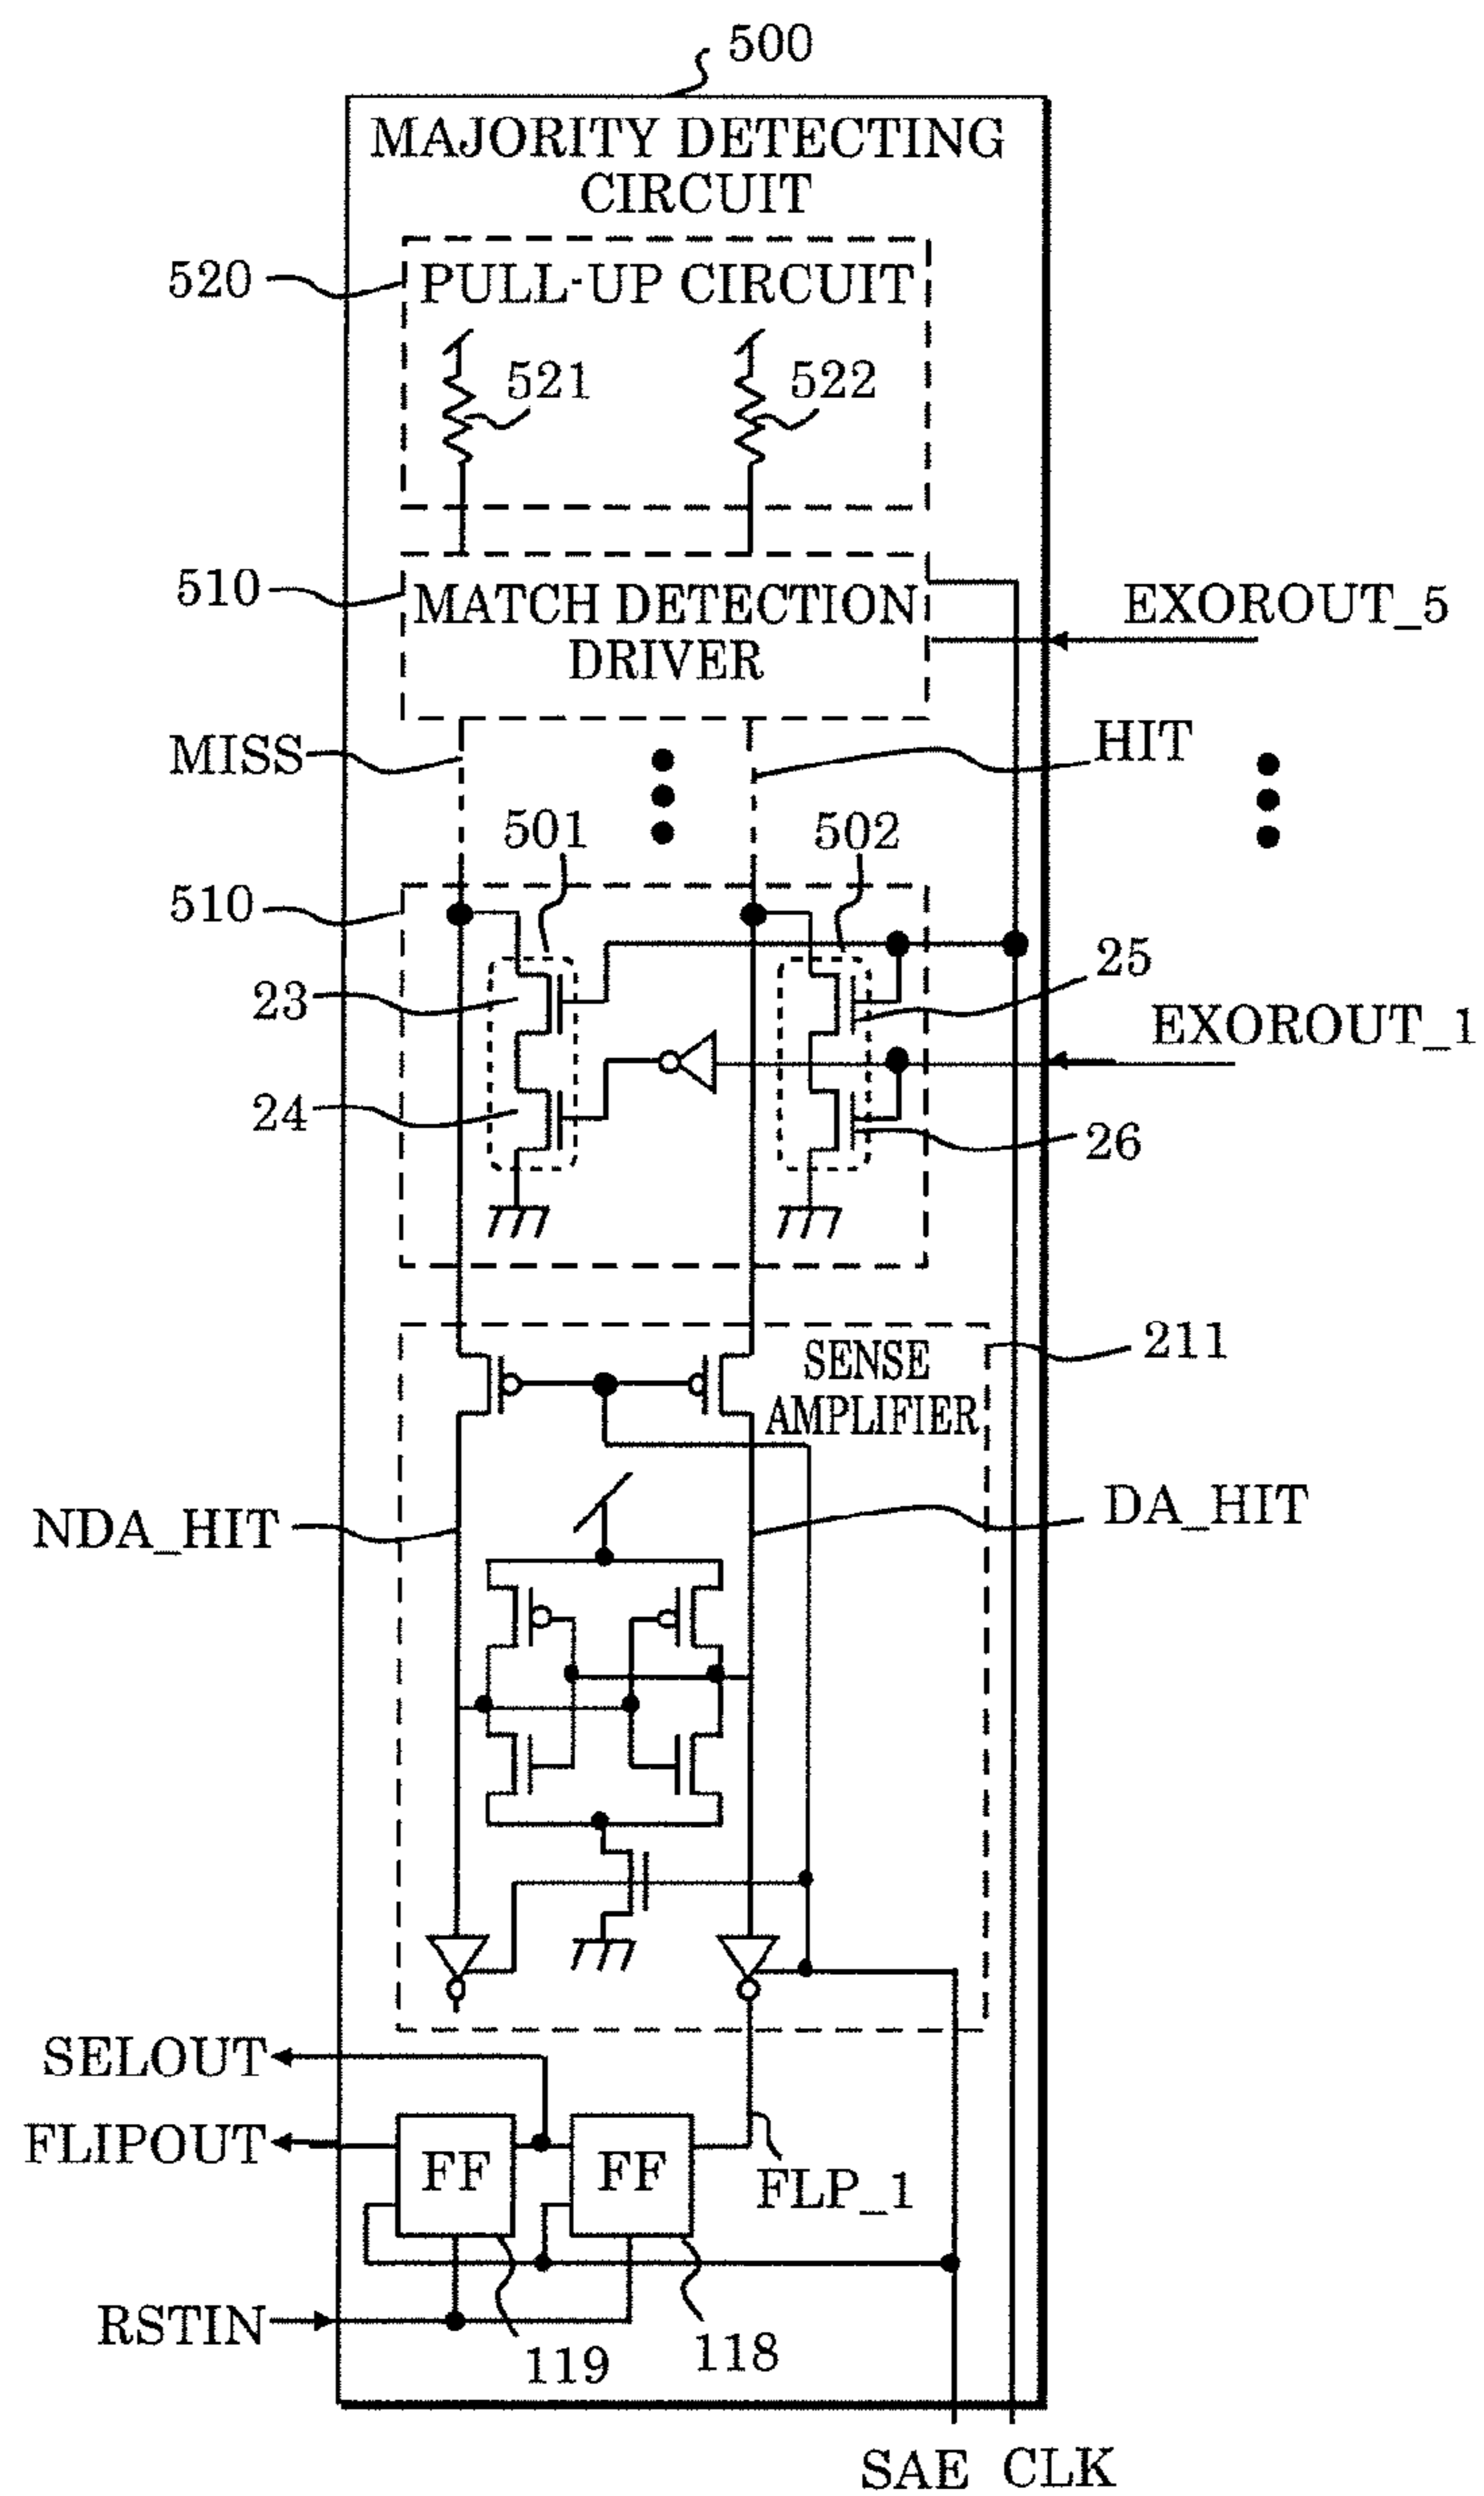 500
MAJORITY DETECTING
CIRCUIT
520
PULL-UP CIRCUIT
521
522
510
MATCH DETECTION
DRIVER
EXOROUT_5
MISS
HIT
501
502
510
23
25
EXOROUT_1
24
26
211
SENSE
AMPLIFIER
NDA_HIT
DA_HIT
SELOUT
FLIPOUT
FF
FF
FLP_1
RSTIN
119
118
SAE
CLK